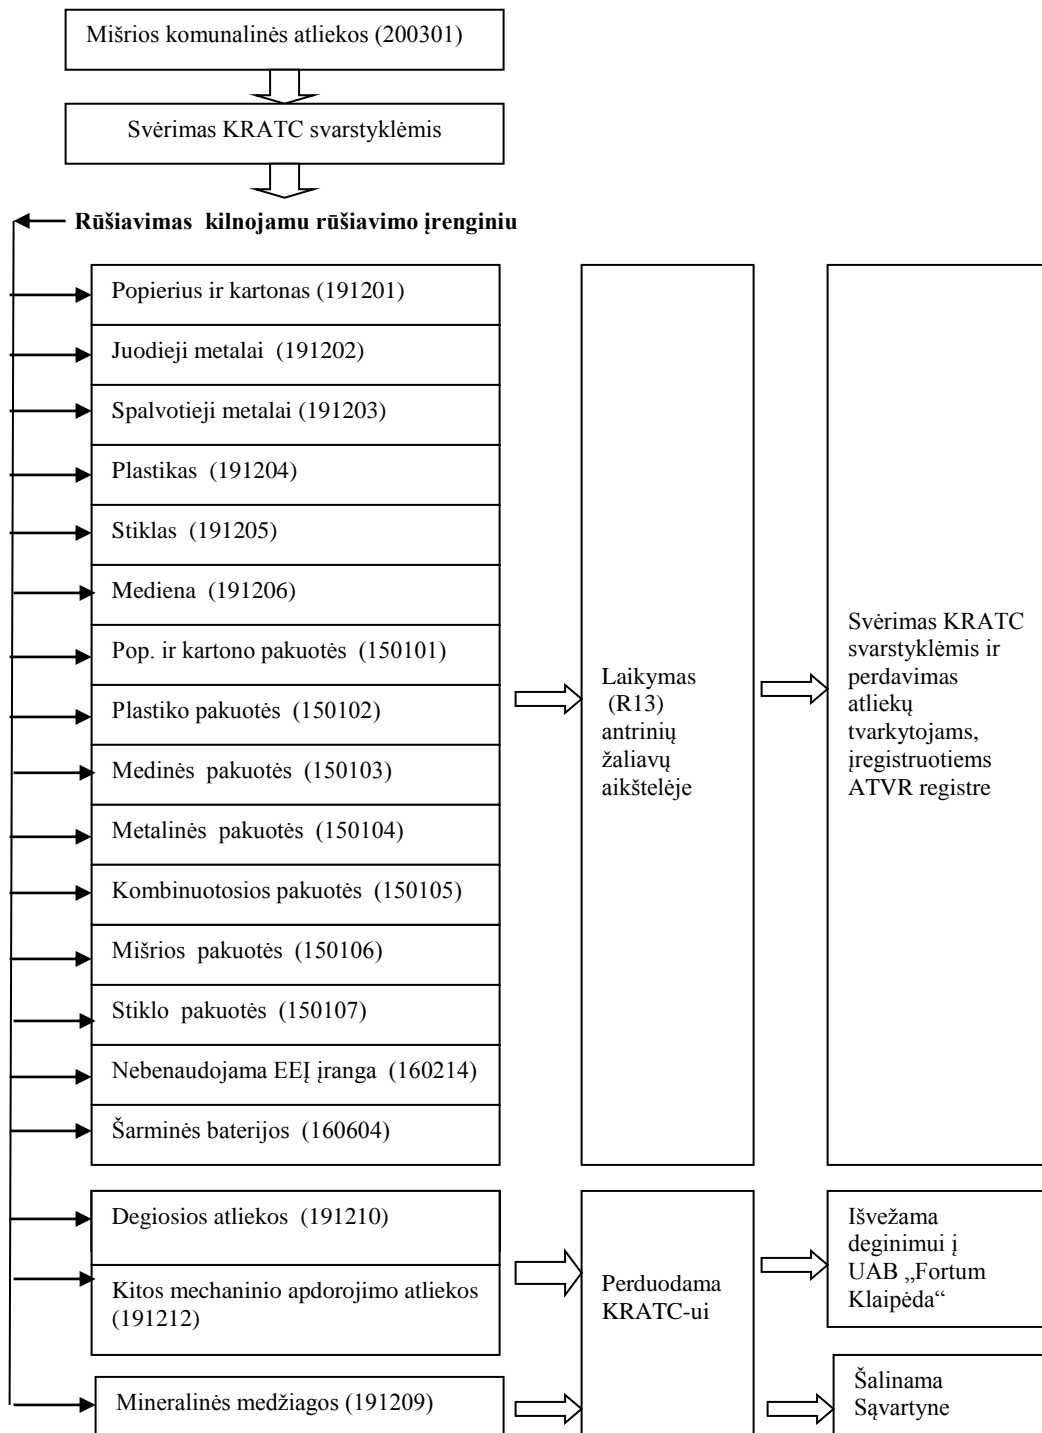 Mišrios komunalinės atliekos (200301)
Svėrimas KRATC svarstyklėmis
Rūšiavimas kilnojamu rūšiavimo įrenginiu
Popierius ir kartonas (191201)
Juodieji metalai (191202)
Spalvotieji metalai (191203)
Plastikas (191204)
Stiklas (191205)
Mediena (191206)
Pop. ir kartono pakuotės (150101)
Plastiko pakuotės (150102)
Medinės pakuotės (150103)
Metalinės pakuotės (150104)
Kombinuotosios pakuotės (150105)
Mišrios pakuotės (150106)
Stiklo pakuotės (150107)
Nebenaudojama EEĮ įranga (160214)
Šarminės baterijos (160604)
Laikymas
(R13)
antrinių
žaliavų
aikštelėje
Svėrimas KRATC
svarstyklėmis ir
perdavimas
atliekų
tvarkytojams,
įregistruotiems
ATVR registre
Degiosios atliekos (191210)
Kitos mechaninio apdorojimo atliekos
(191212)
Mineralinės medžiagos (191209)
Perduodama
KRATC-ui
Išvežama
deginimui į
UAB „Fortum
Klaipėda“
Šalinama
Sąvartyne